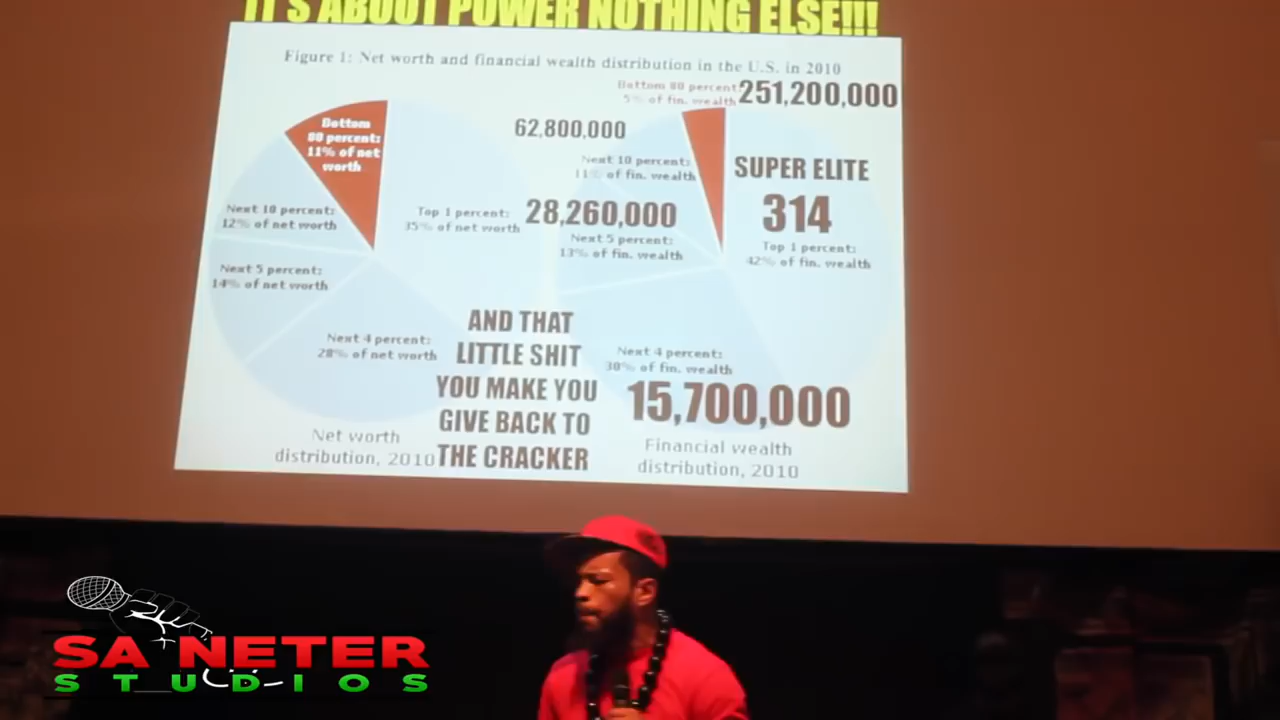 IT'S ABOUT POWER NOTHING ELSE!!!
Figure 1: Net worth and financial wealth distribution in the U.S. in 2010
Bottom 80 percent:
5% of fin. wealth
251,200,000
Bottom
80 percent:
11% of net
worth
62,800,000
Next 10 percent:
11% of fin. wealth
SUPER ELITE
314
Top 1 percent:
42% of fin. wealth
Next 10 percent:
12% of net worth
Top 1 percent:
35% of net worth
28,260,000
Next 5 percent:
13% of fin. wealth
Next 5 percent:
14% of net worth
Next 4 percent:
28% of net worth
AND THAT
LITTLE SHIT
YOU MAKE YOU
GIVE BACK TO
THE CRACKER
Next 4 percent:
30% of fin. wealth
15,700,000
Net worth
distribution, 2010
Financial wealth
distribution, 2010
SA NETER
STUDIOS